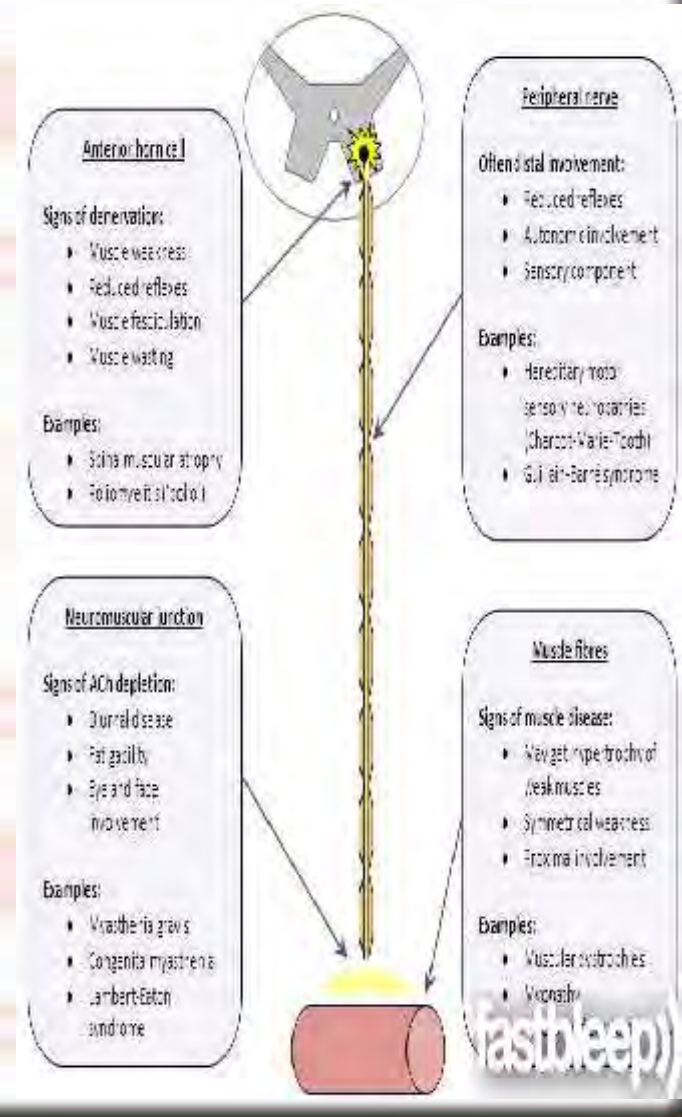 Anterior horn cell
Signs of denervation:
Muscle weakness
Reduced reflexes
Muscle fasciculation
Muscle wasting
Examples:
Spinal muscular atrophy
Poliomyelitis ('polio')
Peripheral nerve
Often distal involvement:
Reduced reflexes
Autonomic involvement
Sensory component
Examples:
Hereditary motor
sensory neuropathies
(Charcot-Marie-Tooth)
Guillain-Barré syndrome
Neuromuscular junction
Signs of ACh depletion:
Diurnal disease
Fatigability
Eye and face
involvement
Examples:
Myasthenia gravis
Congenital myasthenia
Lambert-Eaton
syndrome
Muscle fibres
Signs of muscle disease:
May get hypertrophy of
weak muscles
Symmetrical weakness
Proximal involvement
Examples:
Muscular dystrophies
Myopathy
fastbleep))